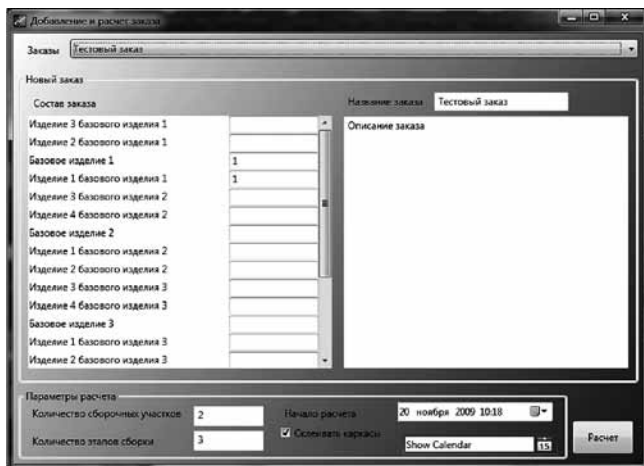 Добавление и расчет заказа
Заказы Тестовый заказ
Новый заказ
Состав заказа
Название заказа Тестовый заказ
Изделие 3 базового изделия 1
Изделие 2 базового изделия 1
Базовое изделие 1 1
Изделие 1 базового изделия 1 1
Изделие 3 базового изделия 2
Изделие 4 базового изделия 2
Базовое изделие 2
Изделие 1 базового изделия 2
Изделие 2 базового изделия 2
Изделие 3 базового изделия 3
Изделие 4 базового изделия 3
Базовое изделие 3
Изделие 1 базового изделия 3
Изделие 2 базового изделия 3
Описание заказа
Параметры расчета
Количество сборочных участков 2
Количество этапов сборки 3
Начало расчета 20 ноября 2009 10:18
Склеивать каркасы
Show Calendar 15
Расчет